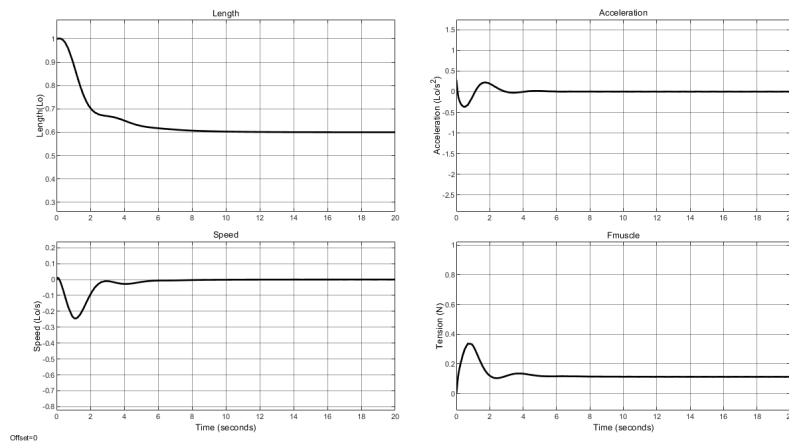 Length
Length(Lo)
1
0.9
0.8
0.7
0.6
0.5
0.4
0.3
0 2 4 6 8 10 12 14 16 18 20
Acceleration
Acceleration (Lo/s²)
1.5
1
0.5
0
-0.5
-1
-1.5
-2
-2.5
0 2 4 6 8 10 12 14 16 18 20
Speed
Speed (Lo/s)
0.2
0.1
0
-0.1
-0.2
-0.3
-0.4
-0.5
-0.6
-0.7
-0.8
0 2 4 6 8 10 12 14 16 18 20
Time (seconds)
Fmuscle
Tension (N)
1
0.8
0.6
0.4
0.2
0
0 2 4 6 8 10 12 14 16 18
Time (seconds)
Offset=0